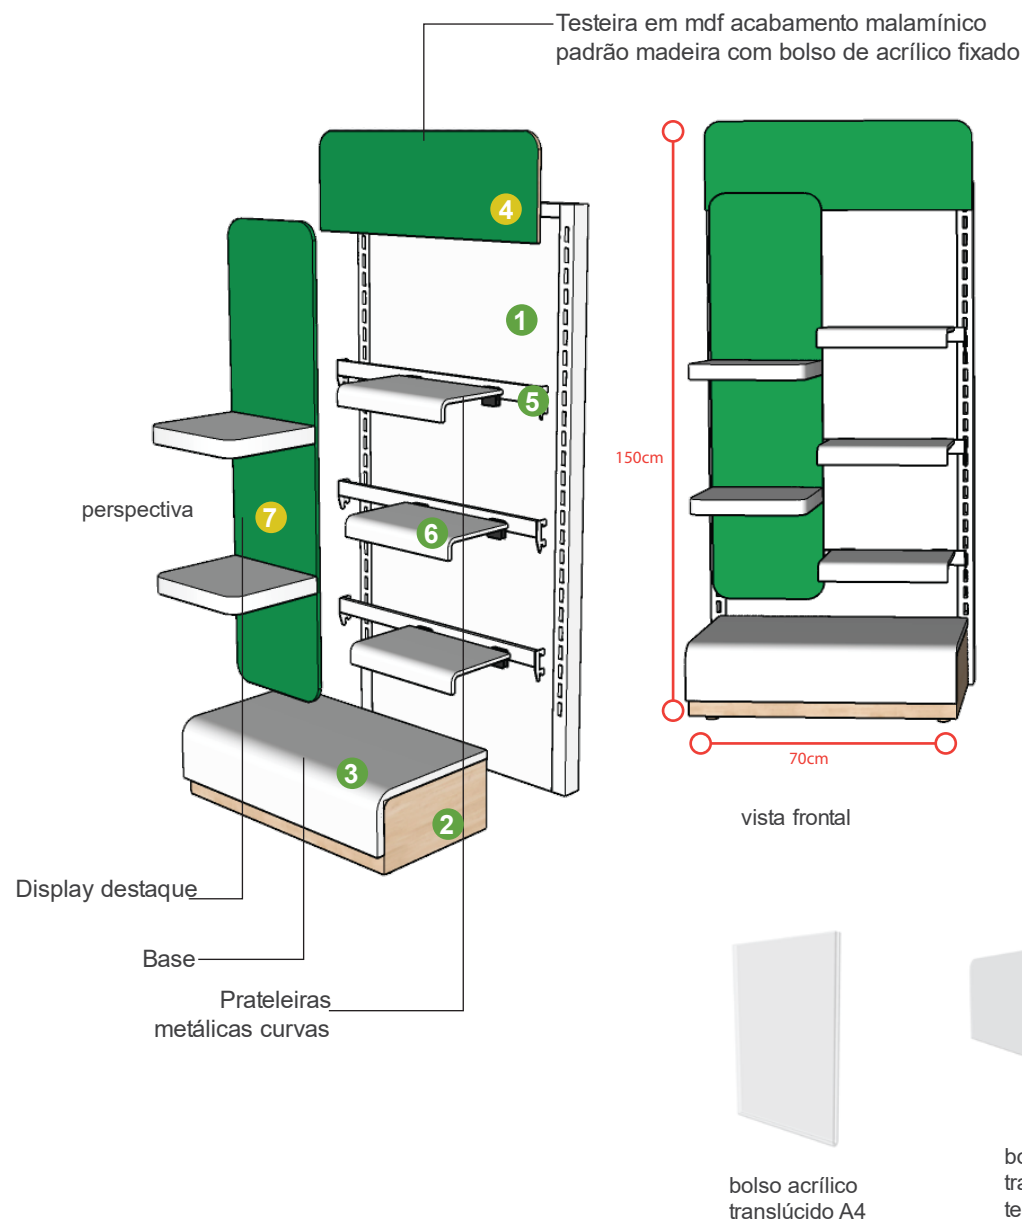 Testeira em mdf acabamento malamínico
padrão madeira com bolso de acrílico fixado
4
1
5
150cm
perspectiva
7
6
3
70cm
2
vista frontal
Display destaque
Base
Prateleiras
metálicas curvas
bolso acrílico
translúcido A4